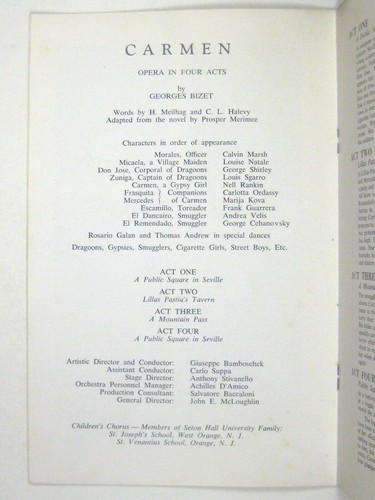 CARMEN
OPERA IN FOUR ACTS
by
GEORGES BIZET
Words by H. Meilhag and C. L. Halevy
Adapted from the novel by Prosper Merimee
Characters in order of appearance
Morales, Officer Calvin Marsh
Micaela, a Village Maiden Louise Natale
Don Jose, Corporal of Dragoons George Shirley
Zuniga, Captain of Dragoons Louis Sgarro
Carmen, a Gypsy Girl Nell Rankin
Frasquita } Companions Carlotta Ordassy
Mercedes } of Carmen Marija Kova
Escamillo, Toreador Frank Guarrera
El Dancairo, Smuggler Andrea Velis
El Remendado, Smuggler George Cehanovsky
Rosario Galan and Thomas Andrew in special dances
Dragoons, Gypsies, Smugglers, Cigarette Girls, Street Boys, Etc.
ACT ONE
A Public Square in Seville
ACT TWO
Lillus Pastia's Tavern
ACT THREE
A Mountain Pass
ACT FOUR
A Public Square in Seville
Artistic Director and Conductor: Giuseppe Bamboschek
Assistant Conductor: Carlo Suppa
Stage Director: Anthony Stivanello
Orchestra Personnel Manager: Achilles D'Amico
Production Consultant: Salvatore Baccaloni
General Director: John E. McLoughlin
Children's Chorus — Members of Seton Hall University Family:
St. Joseph's School, West Orange, N. J.
St. Venantius School, Orange, N. J.
ACT ONE
ACT TWO
ACT THREE